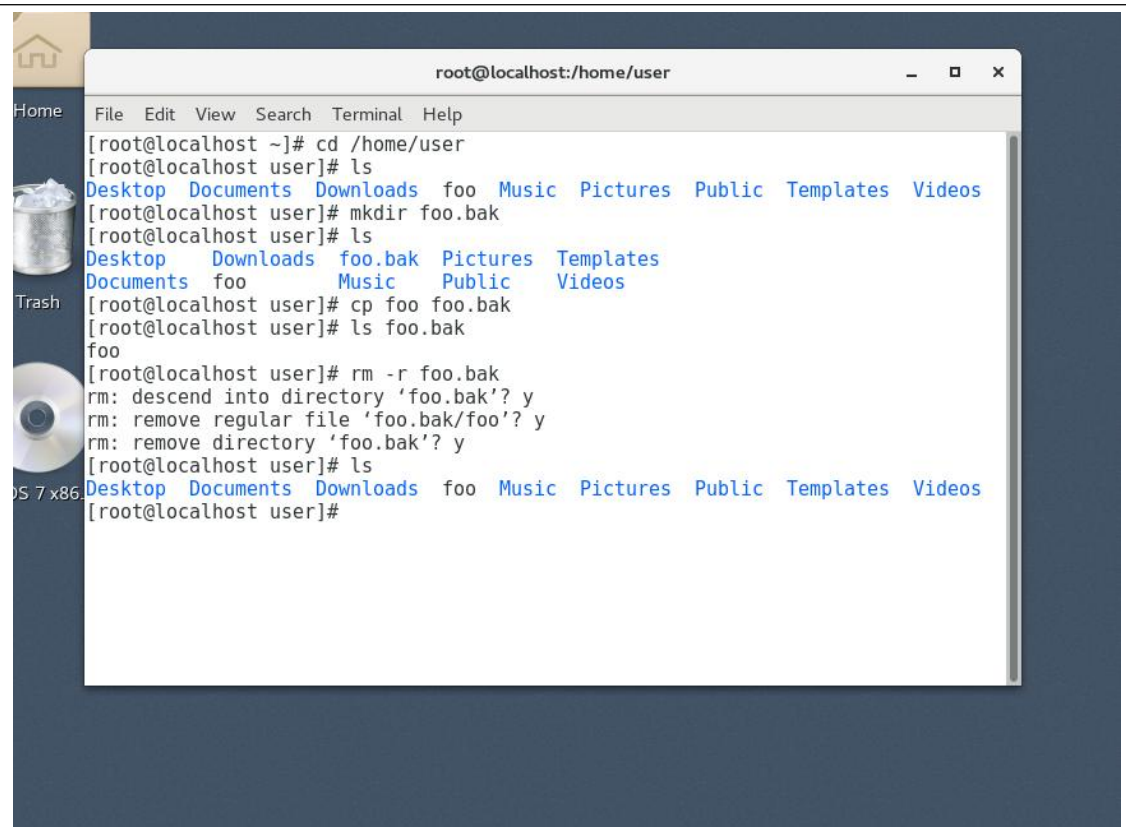 root@localhost:/home/user
Home
File Edit View Search Terminal Help
[root@localhost ~]# cd /home/user
[root@localhost user]# ls
Desktop Documents Downloads foo Music Pictures Public Templates Videos
[root@localhost user]# mkdir foo.bak
[root@localhost user]# ls
Desktop Downloads foo.bak Pictures Templates
Documents foo Music Public Videos
Trash
[root@localhost user]# cp foo foo.bak
[root@localhost user]# ls foo.bak
foo
[root@localhost user]# rm -r foo.bak
rm: descend into directory ‘foo.bak’? y
rm: remove regular file ‘foo.bak/foo’? y
rm: remove directory ‘foo.bak’? y
[root@localhost user]# ls
OS 7 x86_
Desktop Documents Downloads foo Music Pictures Public Templates Videos
[root@localhost user]#